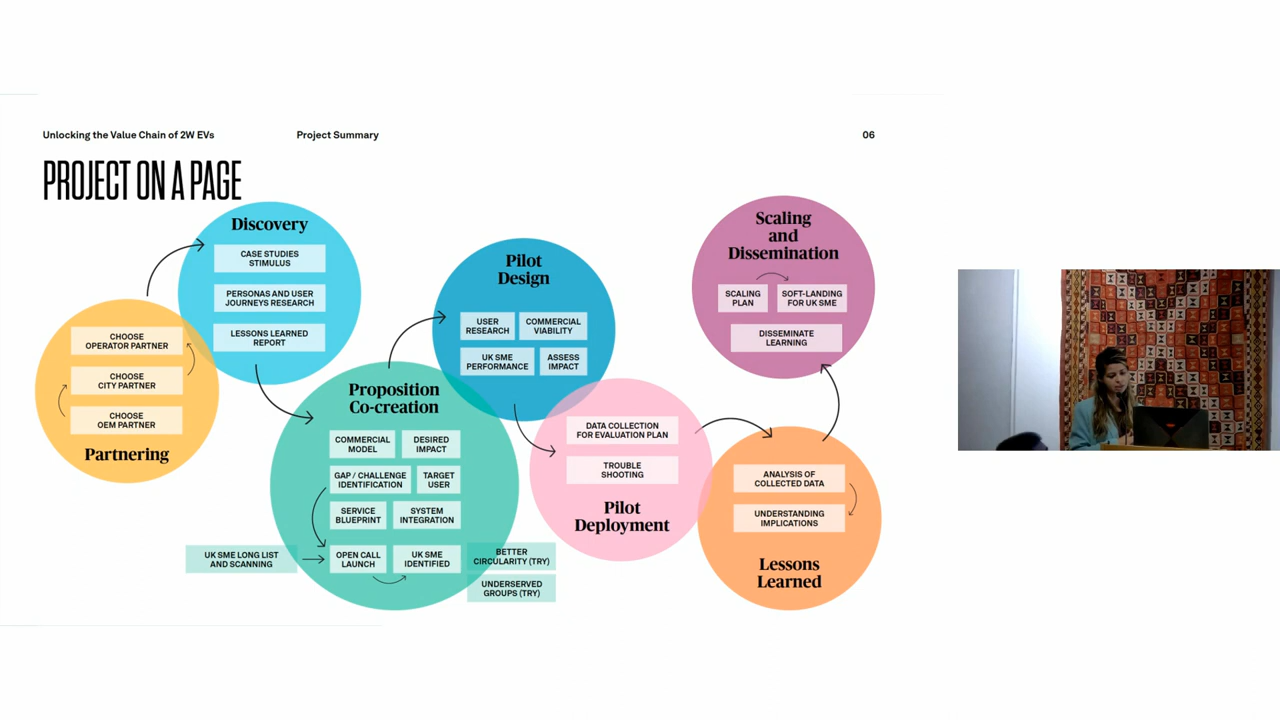 Unlocking the Value Chain of 2W EVs
Project Summary
06
PROJECT ON A PAGE
CHOOSE
OPERATOR PARTNER
CHOOSE
CITY PARTNER
CHOOSE
OEM PARTNER
Partnering
Discovery
CASE STUDIES
STIMULUS
PERSONAS AND USER
JOURNEYS RESEARCH
LESSONS LEARNED
REPORT
Proposition
Co-creation
COMMERCIAL
MODEL
DESIRED
IMPACT
GAP / CHALLENGE
IDENTIFICATION
TARGET
USER
SERVICE
BLUEPRINT
SYSTEM
INTEGRATION
UK SME LONG LIST
AND SCANNING
OPEN CALL
LAUNCH
UK SME
IDENTIFIED
BETTER
CIRCULARITY (TRY)
UNDERSERVED
GROUPS (TRY)
Pilot
Design
USER
RESEARCH
COMMERCIAL
VIABILITY
UK SME
PERFORMANCE
ASSESS
IMPACT
DATA COLLECTION
FOR EVALUATION PLAN
TROUBLE
SHOOTING
Pilot
Deployment
ANALYSIS OF
COLLECTED DATA
UNDERSTANDING
IMPLICATIONS
Lessons
Learned
Scaling
and
Dissemination
SCALING
PLAN
SOFT-LANDING
FOR UK SME
DISSEMINATE
LEARNING